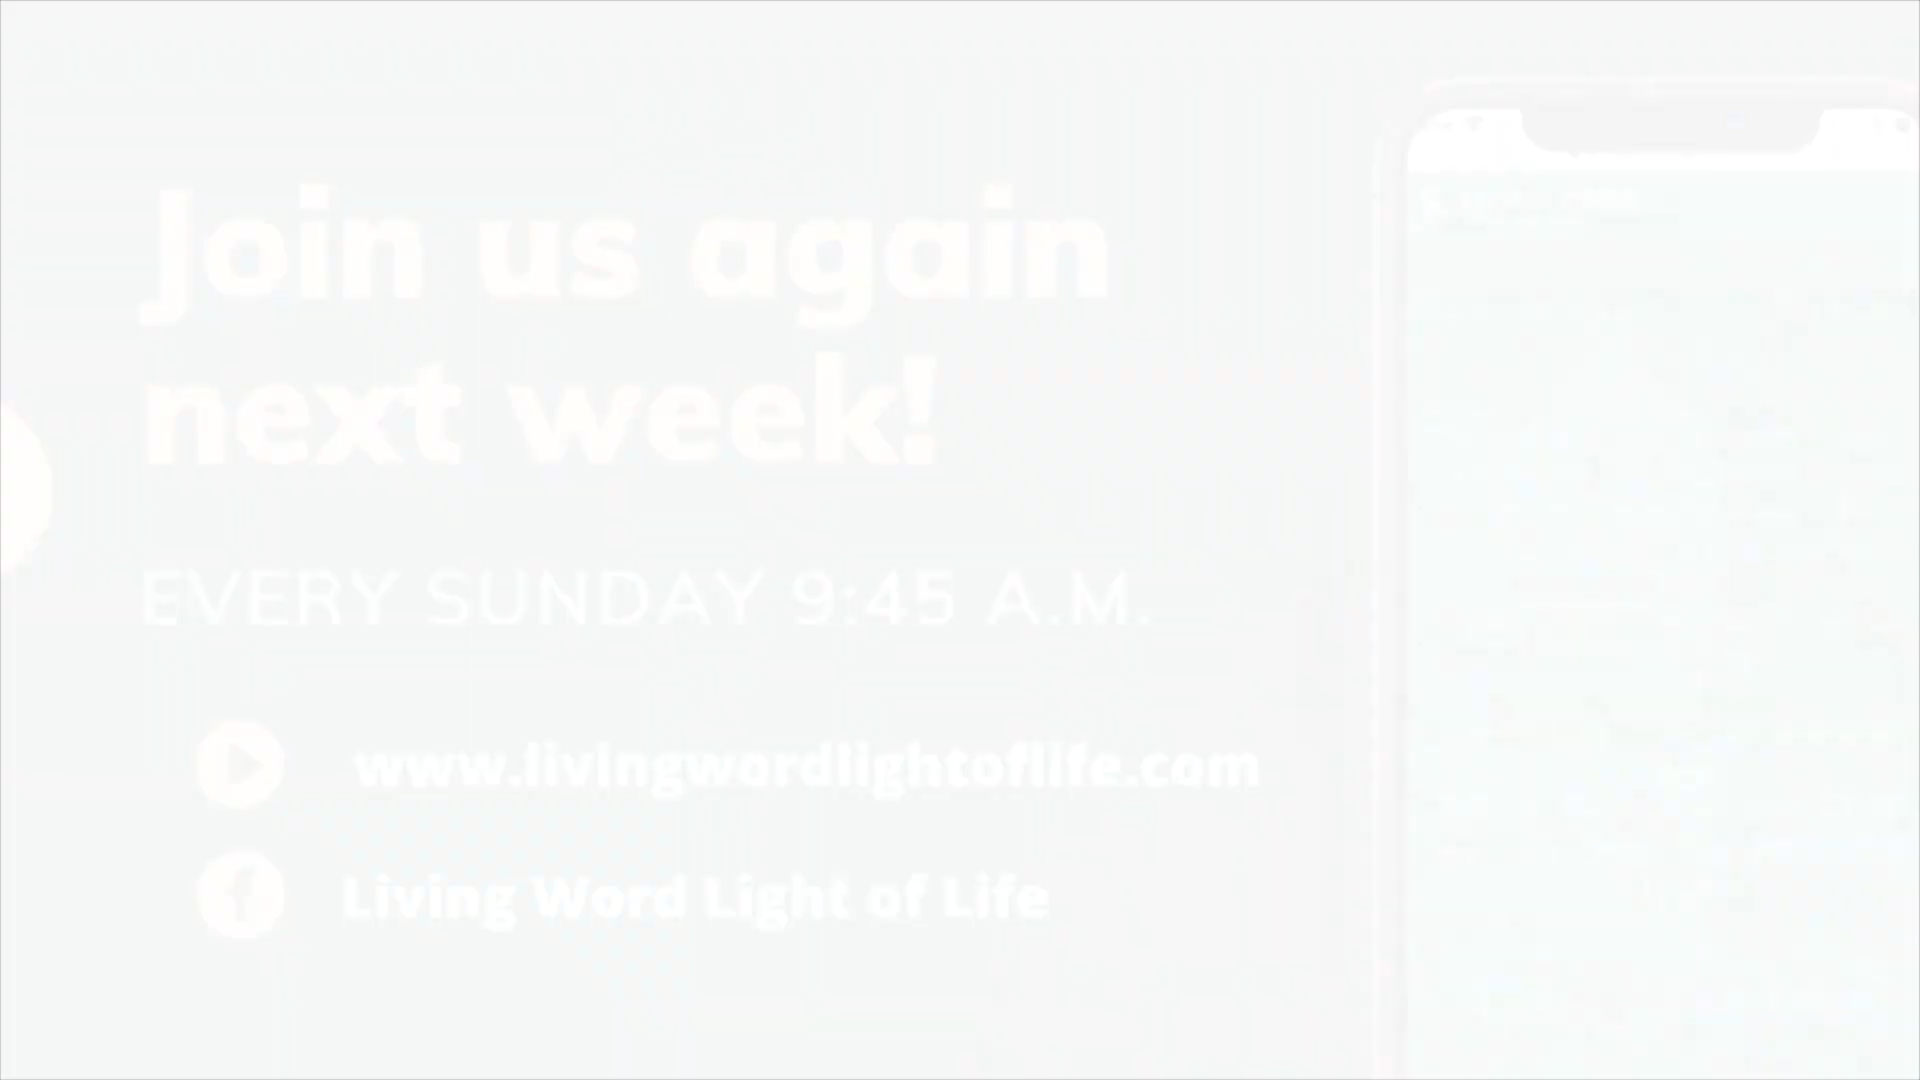 Join us again
next week!
EVERY SUNDAY 9:45 A.M.
www.livingwordlightoflife.com
Living Word Light of Life